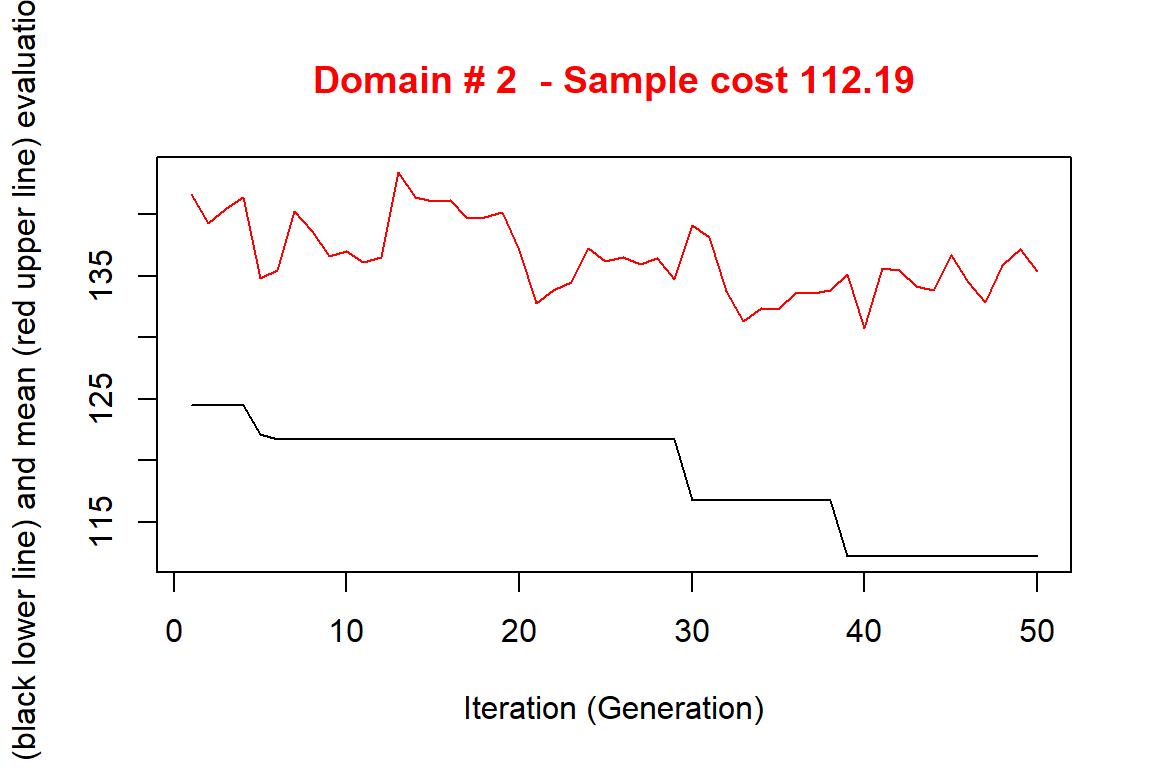 Domain # 2  - Sample cost 112.19
(black lower line) and mean (red upper line)
135
125
115
0 10 20 30 40 50
Iteration (Generation)